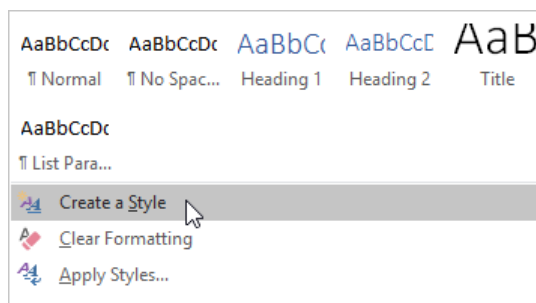 AaBbCcDc AaBbCcDc AaBbCc AaBbCcD AaB
¶ Normal ¶ No Spac... Heading 1 Heading 2 Title
AaBbCcDc
¶ List Para...
Create a Style
Clear Formatting
Apply Styles...